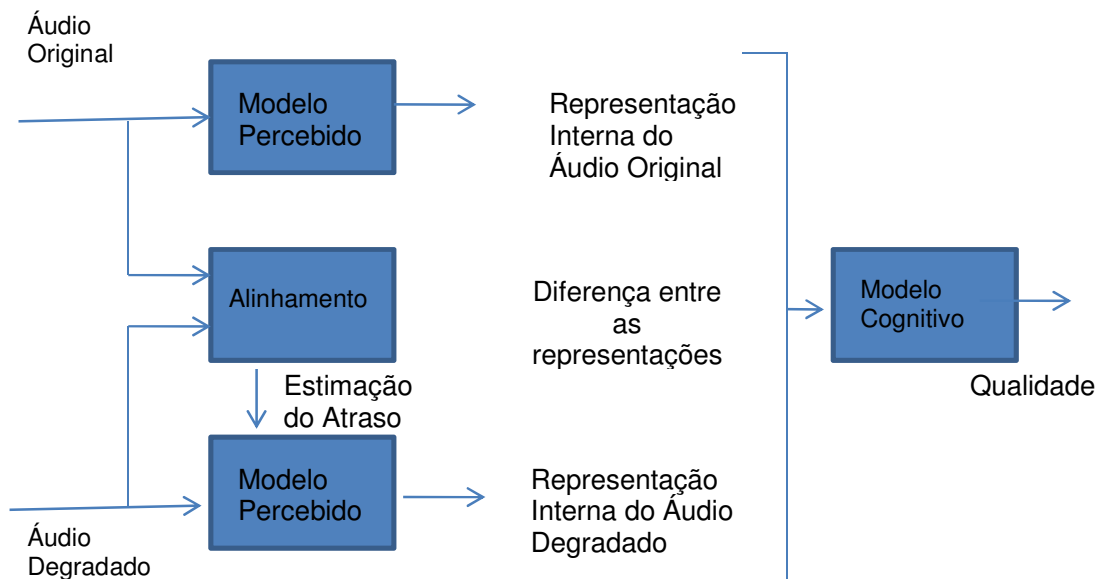 Áudio
Original
Modelo
Percebido
Representação
Interna do
Áudio Original
Alinhamento
Diferença entre
as
representações
Modelo
Cognitivo
Estimação
do Atraso
Qualidade
Modelo
Percebido
Representação
Interna do Áudio
Degradado
Áudio
Degradado